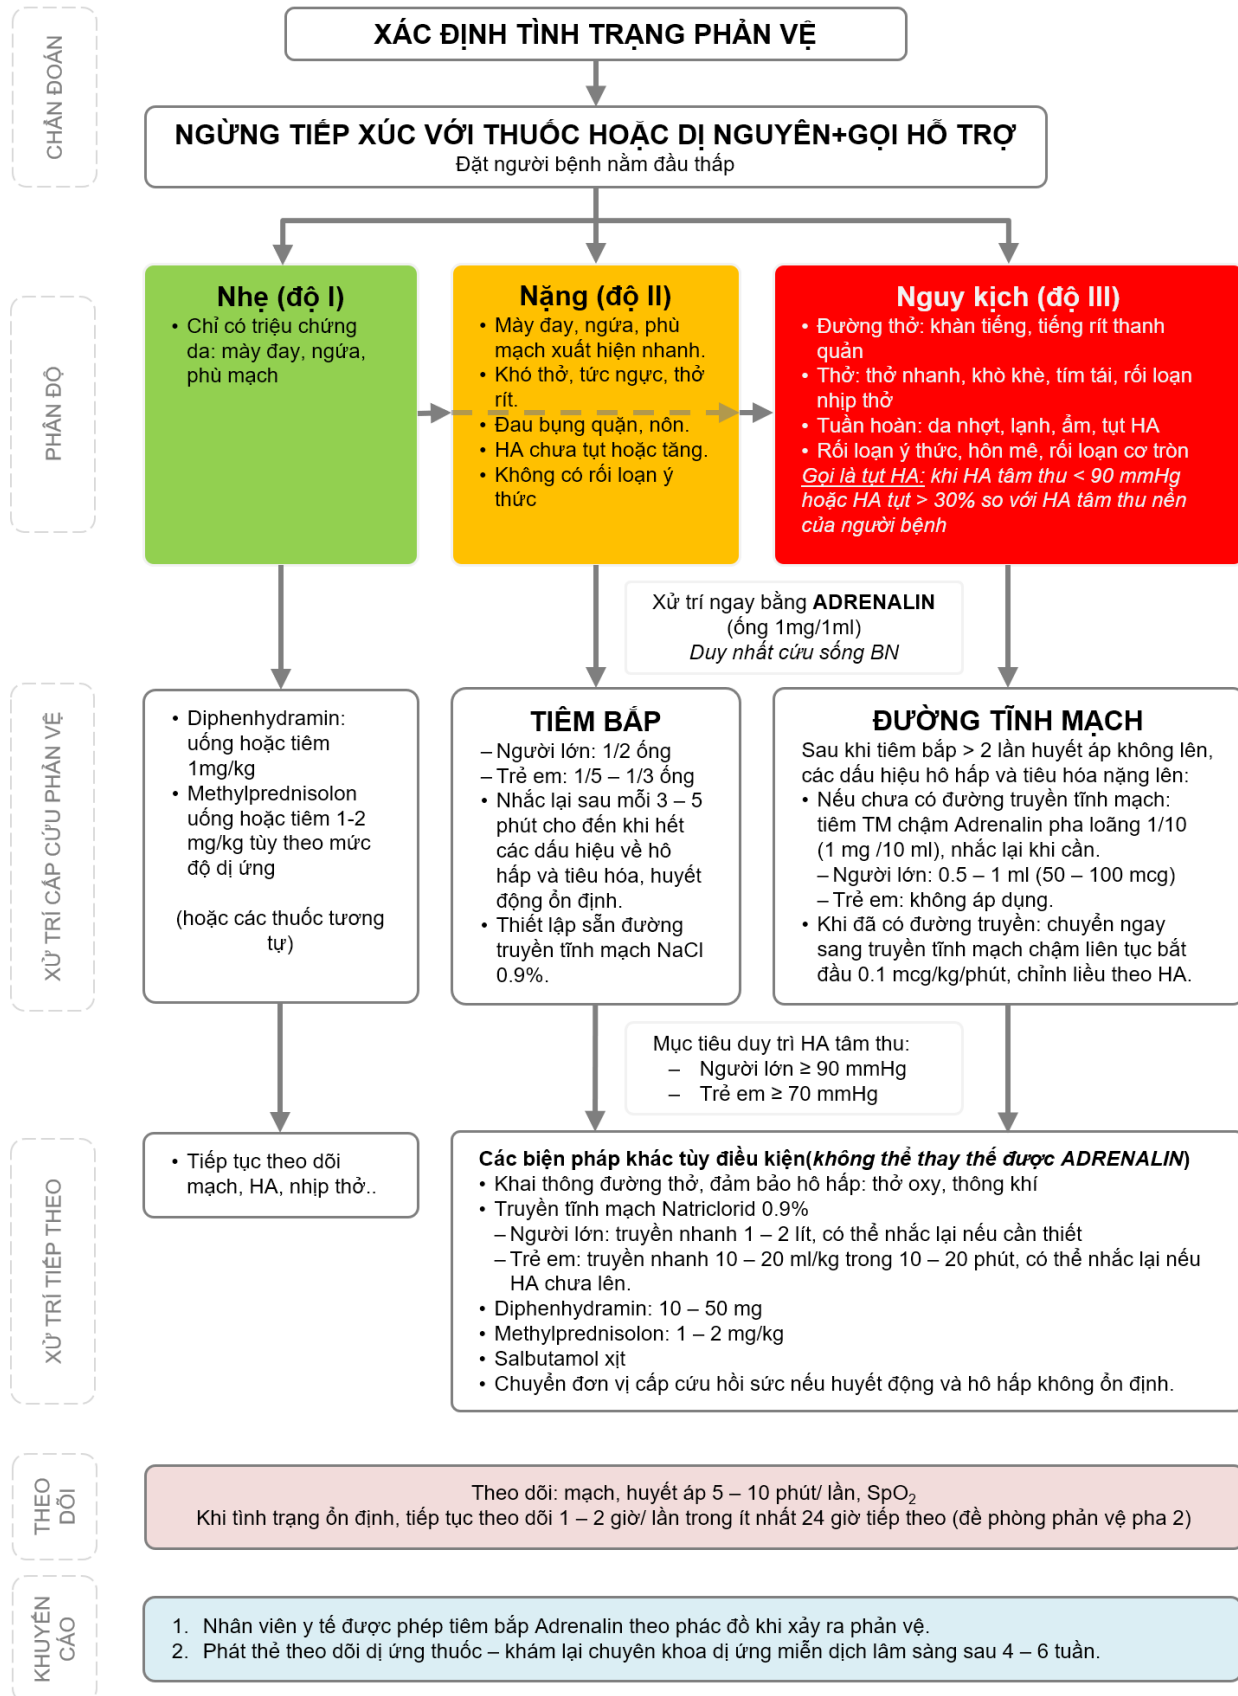 CHẨN ĐOÁN
XÁC ĐỊNH TÌNH TRẠNG PHẢN VỆ
NGỪNG TIẾP XÚC VỚI THUỐC HOẶC DỊ NGUYÊN+GỌI HỖ TRỢ
Đặt người bệnh nằm đầu thấp
PHÂN ĐỘ
Nhẹ (độ I)
• Chỉ có triệu chứng
da: mày đay, ngứa,
phù mạch
Nặng (độ II)
• Mày đay, ngứa, phù
mạch xuất hiện nhanh.
• Khó thở, tức ngực, thở
rít.
• Đau bụng quặn, nôn.
• HA chưa tụt hoặc tăng.
• Không có rối loạn ý
thức
Nguy kịch (độ III)
• Đường thở: khàn tiếng, tiếng rít thanh
quản
• Thở: thở nhanh, khò khè, tím tái, rối loạn
nhịp thở
• Tuần hoàn: da nhợt, lạnh, ẩm, tụt HA
• Rối loạn ý thức, hôn mê, rối loạn cơ tròn
Gọi là tụt HA: khi HA tâm thu < 90 mmHg
hoặc HA tụt > 30% so với HA tâm thu nền
của người bệnh
Xử trí ngay bằng ADRENALIN
(ống 1mg/1ml)
Duy nhất cứu sống BN
XỬ TRÍ CẤP CỨU PHẢN VỆ
• Diphenhydramin:
uống hoặc tiêm
1mg/kg
• Methylprednisolon
uống hoặc tiêm 1-2
mg/kg tùy theo mức
độ dị ứng
(hoặc các thuốc tương
tự)
TIÊM BẮP
– Người lớn: 1/2 ống
– Trẻ em: 1/5 – 1/3 ống
• Nhắc lại sau mỗi 3 – 5
phút cho đến khi hết
các dấu hiệu về hô
hấp và tiêu hóa, huyết
động ổn định.
• Thiết lập sẵn đường
truyền tĩnh mạch NaCl
0.9%.
ĐƯỜNG TĨNH MẠCH
Sau khi tiêm bắp > 2 lần huyết áp không lên,
các dấu hiệu hô hấp và tiêu hóa nặng lên:
• Nếu chưa có đường truyền tĩnh mạch:
tiêm TM chậm Adrenalin pha loãng 1/10
(1 mg /10 ml), nhắc lại khi cần.
– Người lớn: 0.5 – 1 ml (50 – 100 mcg)
– Trẻ em: không áp dụng.
• Khi đã có đường truyền: chuyển ngay
sang truyền tĩnh mạch chậm liên tục bắt
đầu 0.1 mcg/kg/phút, chỉnh liều theo HA.
Mục tiêu duy trì HA tâm thu:
– Người lớn ≥ 90 mmHg
– Trẻ em ≥ 70 mmHg
XỬ TRÍ TIẾP THEO
• Tiếp tục theo dõi
mạch, HA, nhịp thở..
Các biện pháp khác tùy điều kiện(không thể thay thế được ADRENALIN)
• Khai thông đường thở, đảm bảo hô hấp: thở oxy, thông khí
• Truyền tĩnh mạch Natriclorid 0.9%
– Người lớn: truyền nhanh 1 – 2 lít, có thể nhắc lại nếu cần thiết
– Trẻ em: truyền nhanh 10 – 20 ml/kg trong 10 – 20 phút, có thể nhắc lại nếu
HA chưa lên.
• Diphenhydramin: 10 – 50 mg
• Methylprednisolon: 1 – 2 mg/kg
• Salbutamol xịt
• Chuyển đơn vị cấp cứu hồi sức nếu huyết động và hô hấp không ổn định.
THEO
DÕI
Theo dõi: mạch, huyết áp 5 – 10 phút/ lần, SpO₂
Khi tình trạng ổn định, tiếp tục theo dõi 1 – 2 giờ/ lần trong ít nhất 24 giờ tiếp theo (đề phòng phản vệ pha 2)
KHUYẾN
CÁO
1. Nhân viên y tế được phép tiêm bắp Adrenalin theo phác đồ khi xảy ra phản vệ.
2. Phát thẻ theo dõi dị ứng thuốc – khám lại chuyên khoa dị ứng miễn dịch lâm sàng sau 4 – 6 tuần.